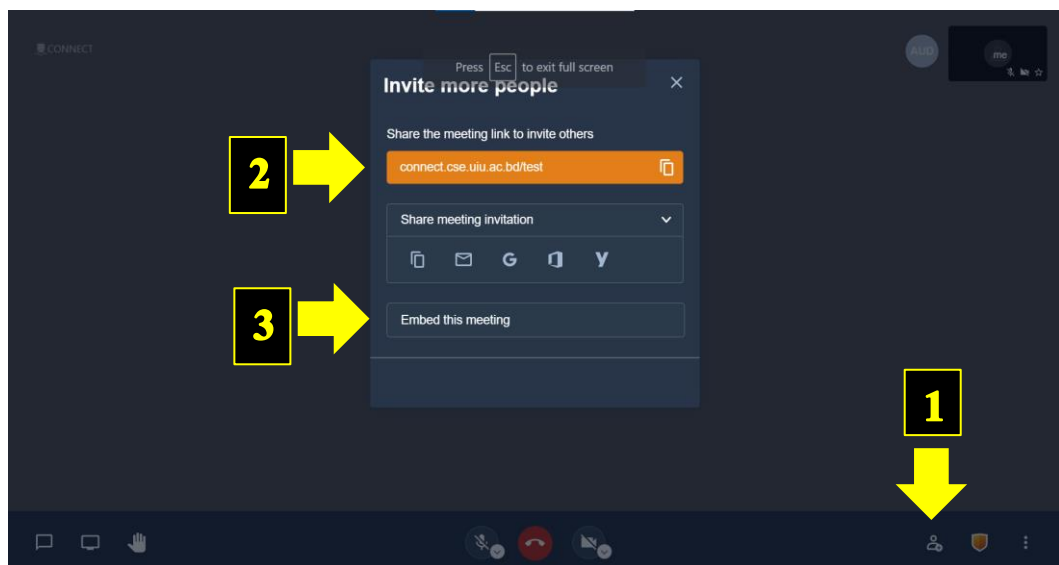 CONNECT
AUD
me
Press Esc to exit full screen
Invite more people
Share the meeting link to invite others
2
connect.cse.uiu.ac.bd/test
Share meeting invitation
G
3
Embed this meeting
1